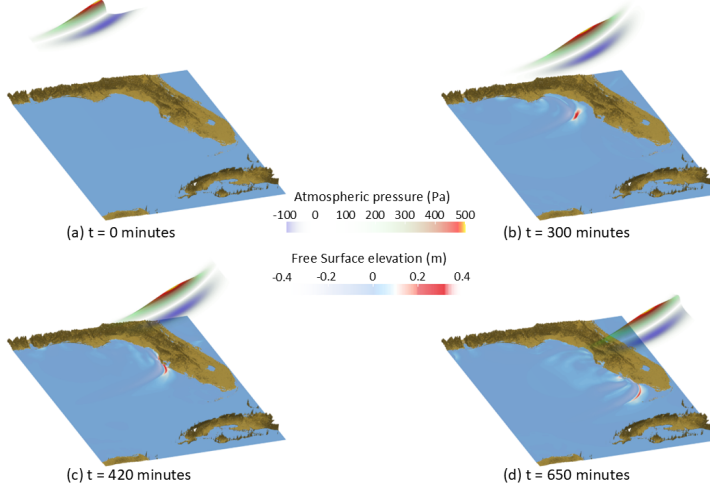 Atmospheric pressure (Pa)
-100 0 100 200 300 400 500
(a) t = 0 minutes
(b) t = 300 minutes
Free Surface elevation (m)
-0.4 -0.2 0 0.2 0.4
(c) t = 420 minutes
(d) t = 650 minutes